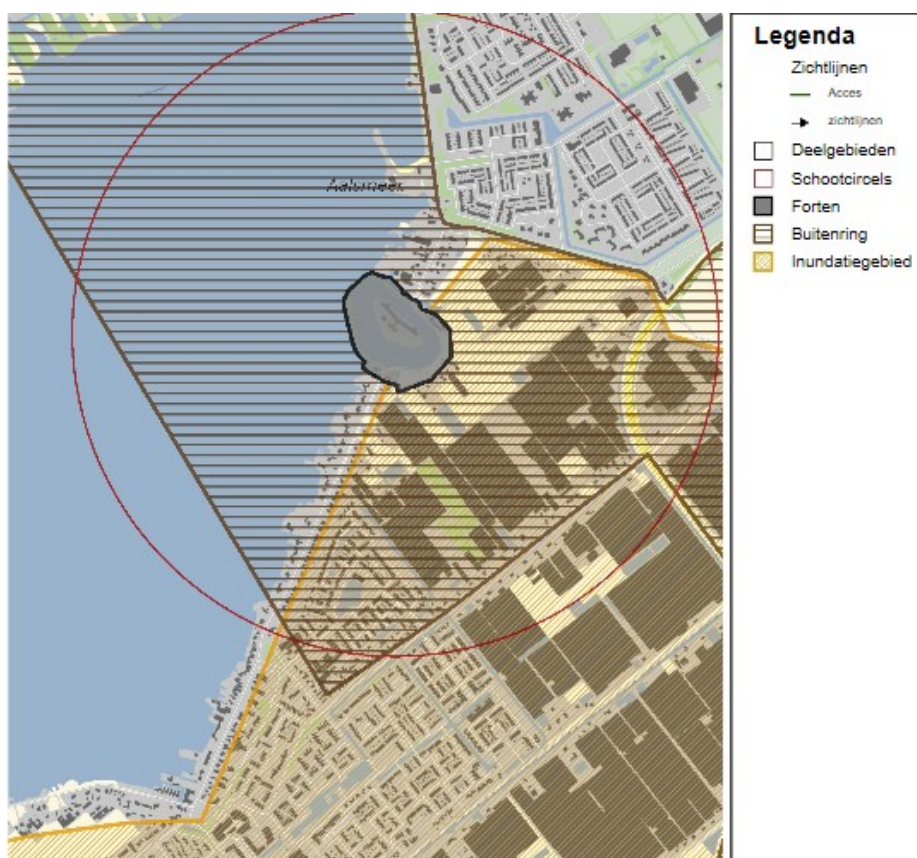 Aalsmeer
Legenda
Zichtlijnen
Acces
zichtlijnen
Deelgebieden
Schootcircels
Forten
Buitenring
Inundatiegebied